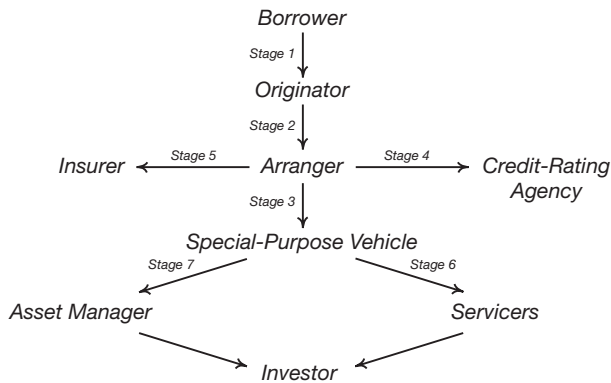 Borrower
Stage 1
Originator
Stage 2
Insurer
Stage 5
Arranger
Stage 4
Credit-Rating
Agency
Stage 3
Special-Purpose Vehicle
Stage 7
Stage 6
Asset Manager
Servicers
Investor